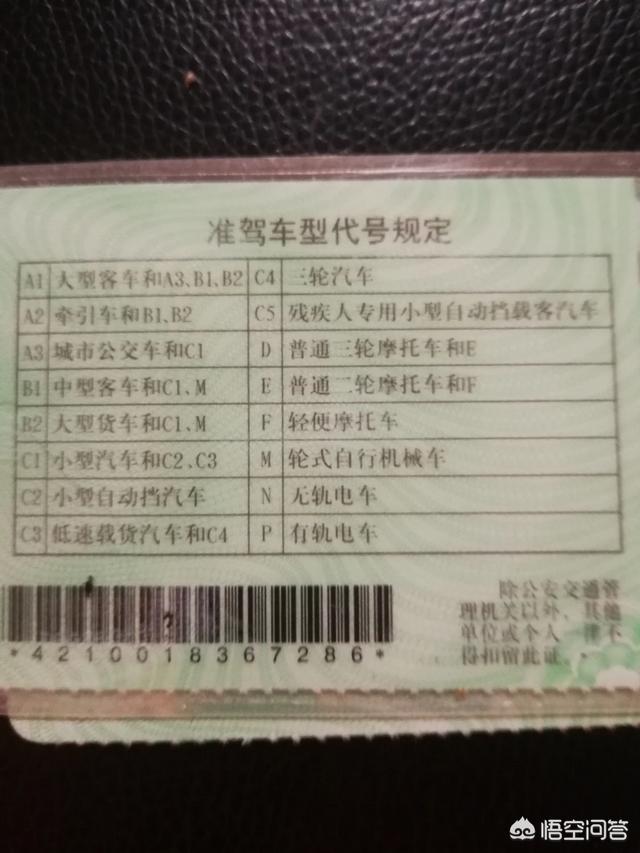 准驾车型代号规定
A1 大型客车和A3、B1、B2 C4 三轮汽车
A2 牵引车和B1、B2 C5 残疾人专用小型自动挡载客汽车
A3 城市公交车和C1 D 普通三轮摩托车和E
B1 中型客车和C1、M E 普通二轮摩托车和F
B2 大型货车和C1、M F 轻便摩托车
C1 小型汽车和C2、C3 M 轮式自行机械车
C2 小型自动挡汽车 N 无轨电车
C3 低速载货汽车和C4 P 有轨电车
除公安交通管
理机关以外，其他
单位或个人一律不
得扣留此证。
*4210018367286*
悟空问答